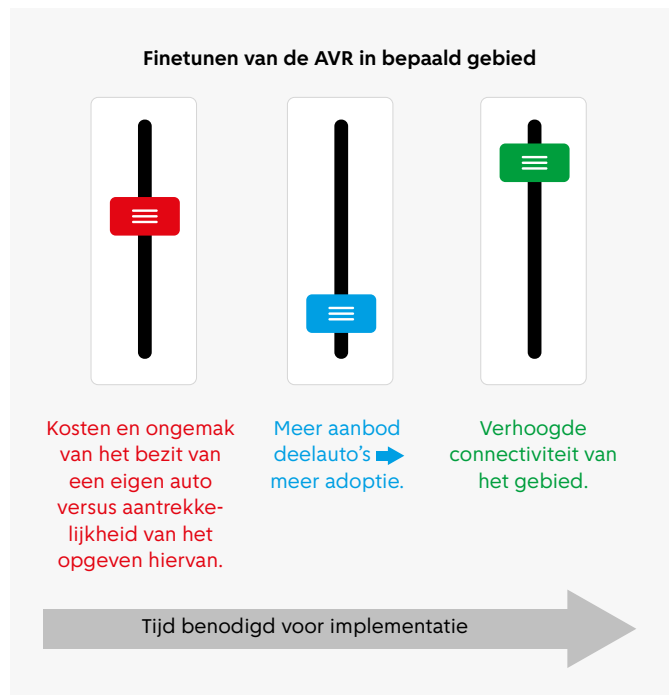 Finetunen van de AVR in bepaald gebied
Kosten en ongemak
van het bezit van
een eigen auto
versus aantrekke-
lijkheid van het
opgeven hiervan.
Meer aanbod
deelauto's
meer adoptie.
Verhoogde
connectiviteit van
het gebied.
Tijd benodigd voor implementatie